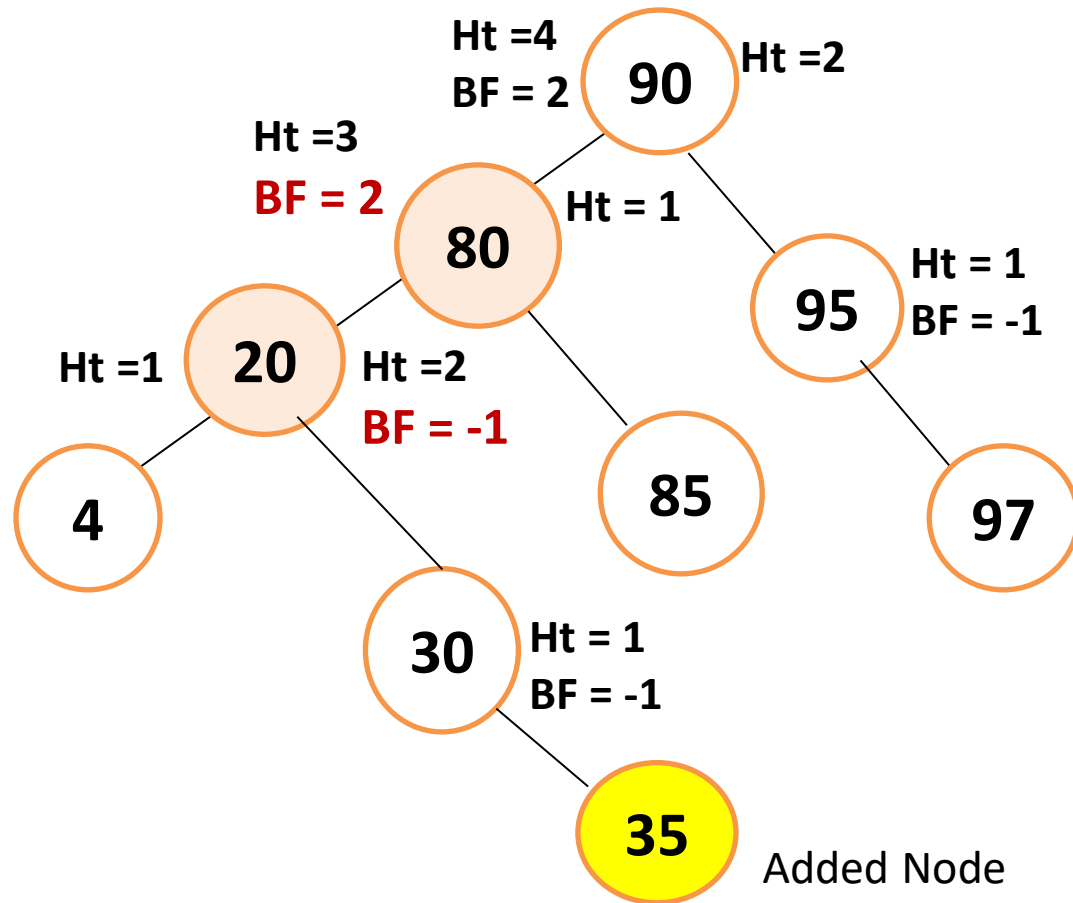 Ht =4
BF = 2
90
Ht =2
Ht =3
BF = 2
80
Ht = 1
Ht =1
20
Ht =2
BF = -1
95
Ht = 1
BF = -1
4
85
97
30
Ht = 1
BF = -1
35
Added Node